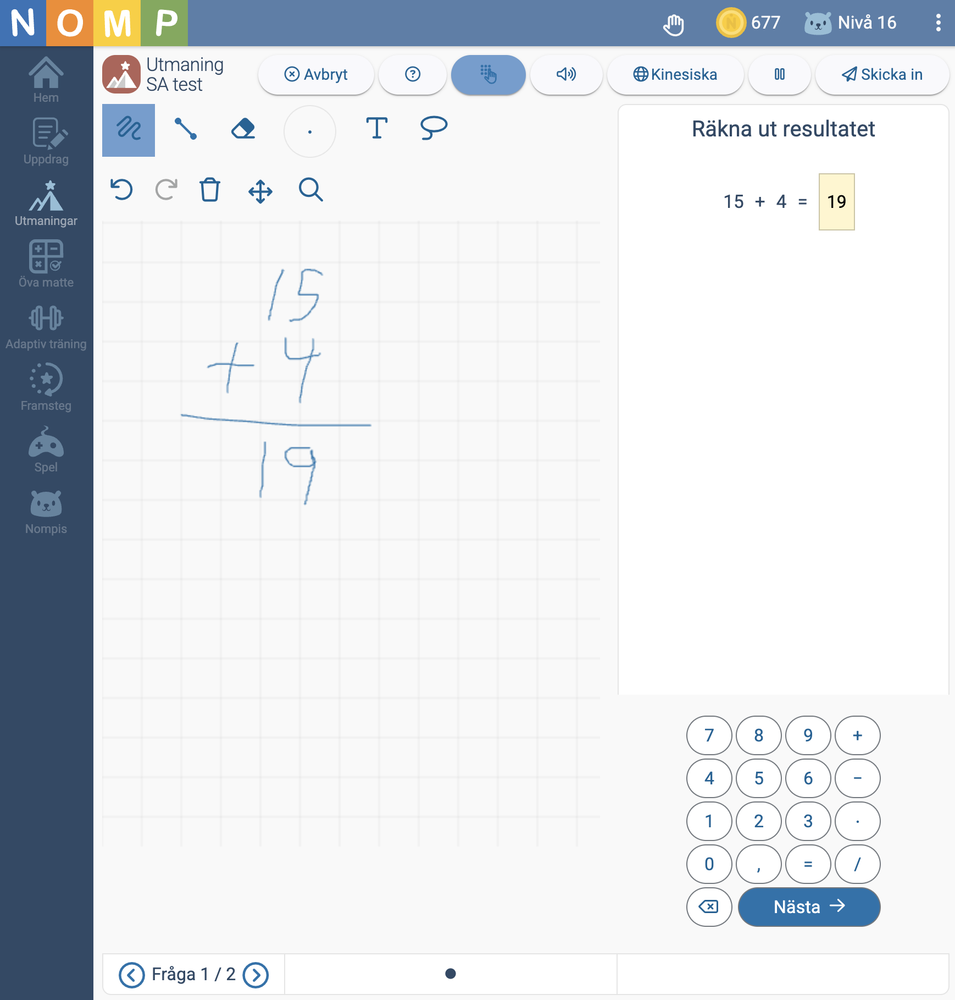 NOMP
677
Nivå 16
Hem
Uppdrag
Utmaningar
Öva matte
Adaptiv träning
Framsteg
Spel
Nompis
Utmaning
SA test
Avbryt
?
Kinesiska
Skicka in
T
15
+ 4
19
Räkna ut resultatet
15 + 4 = 19
7 8 9 +
4 5 6 −
1 2 3 ·
0 , = /
Nästa →
Fråga 1 / 2